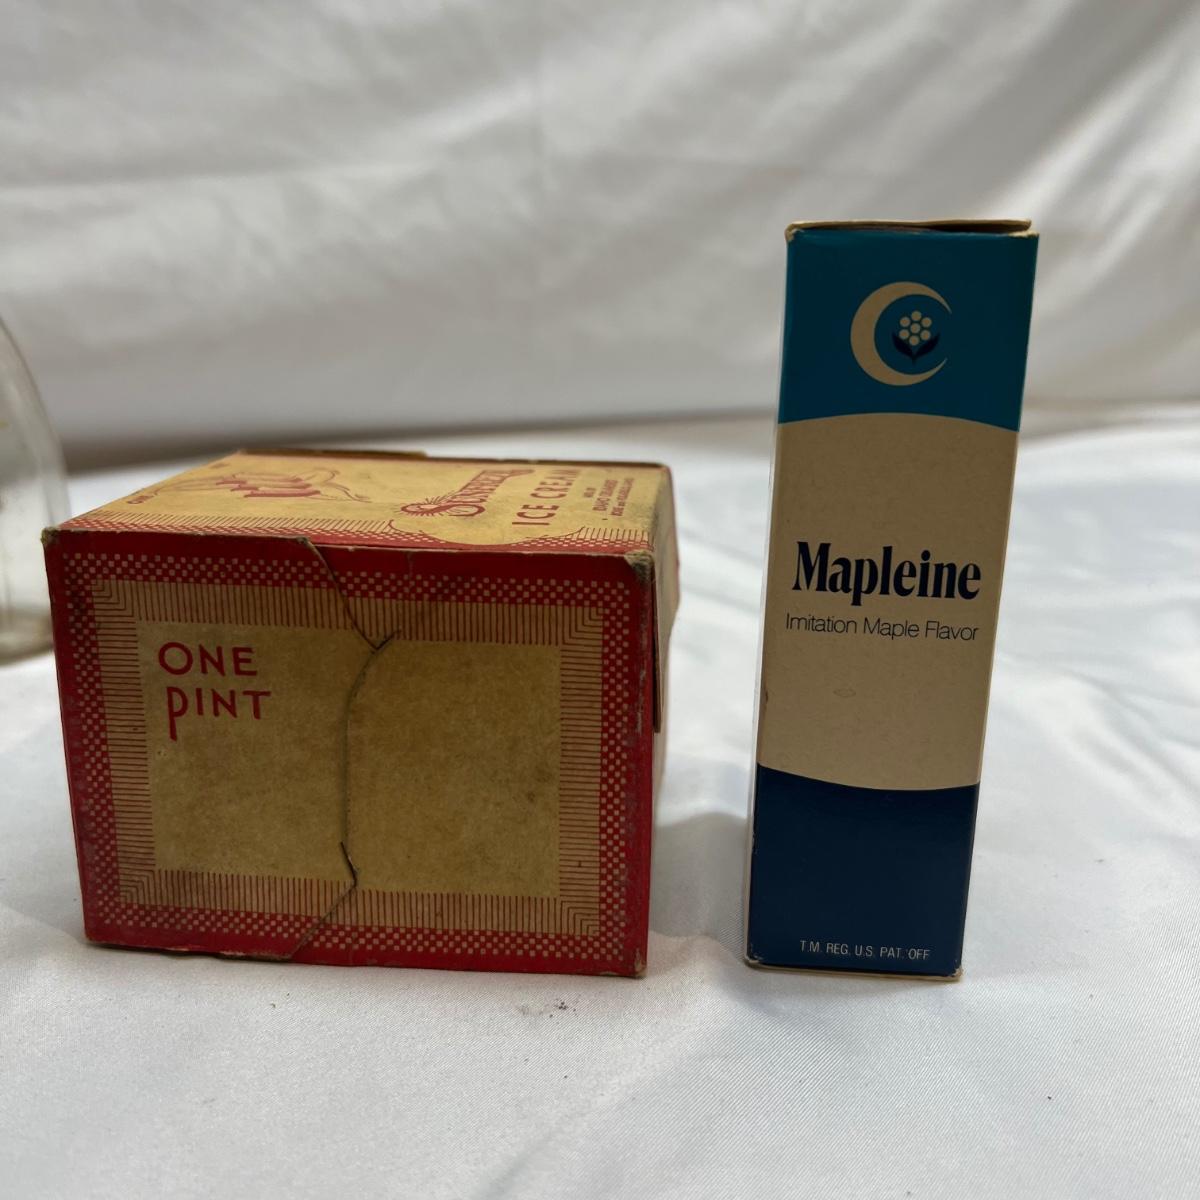 ICE CREAM
ONE
PINT
Mapleine
Imitation Maple Flavor
T.M. REG. U.S. PAT. OFF